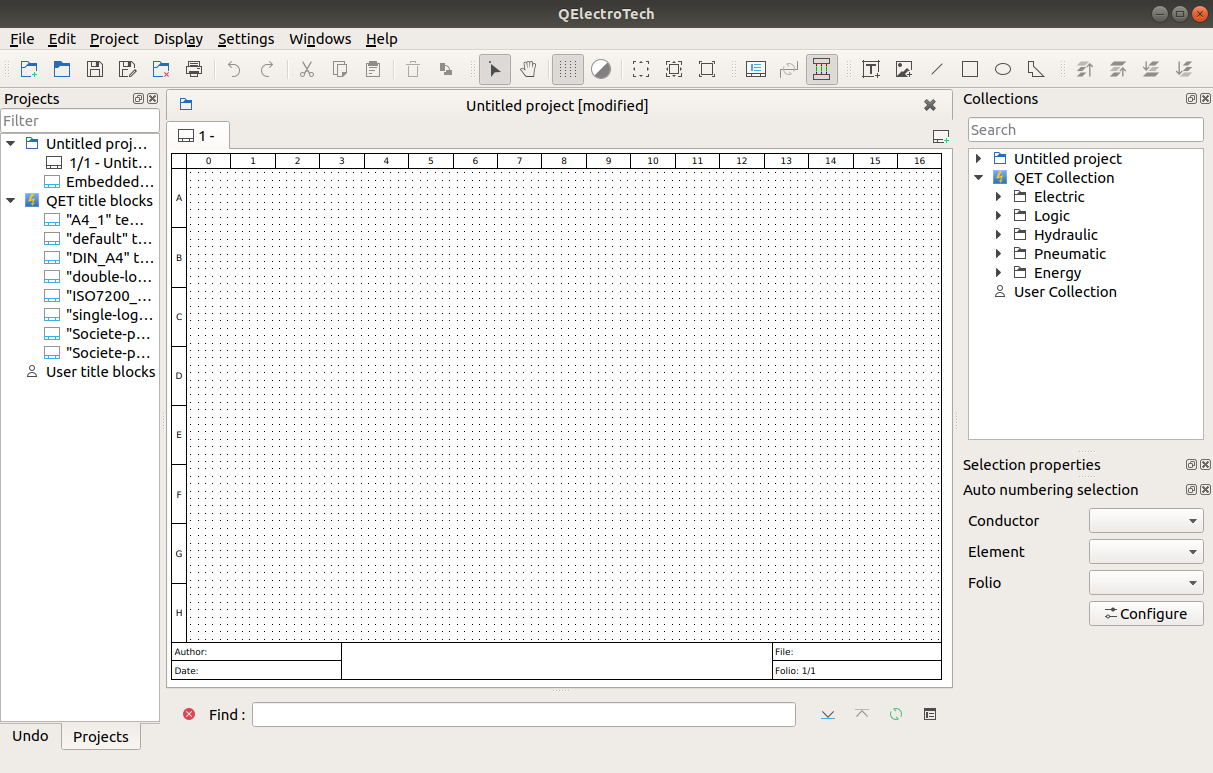 QElectroTech
File Edit Project Display Settings Windows Help
Projects
Filter
Untitled proj...
1/1 - Untit...
Embedded...
QET title blocks
"A4_1" te...
"default" t...
"DIN_A4" t...
"double-lo...
"ISO7200_...
"single-log...
"Societe-p...
"Societe-p...
User title blocks
Undo Projects
Untitled project [modified]
1 -
0 1 2 3 4 5 6 7 8 9 10 11 12 13 14 15 16
A
B
C
D
E
F
G
H
Author: File:
Date: Folio: 1/1
Find :
Collections
Search
Untitled project
QET Collection
Electric
Logic
Hydraulic
Pneumatic
Energy
User Collection
Selection properties
Auto numbering selection
Conductor
Element
Folio
Configure